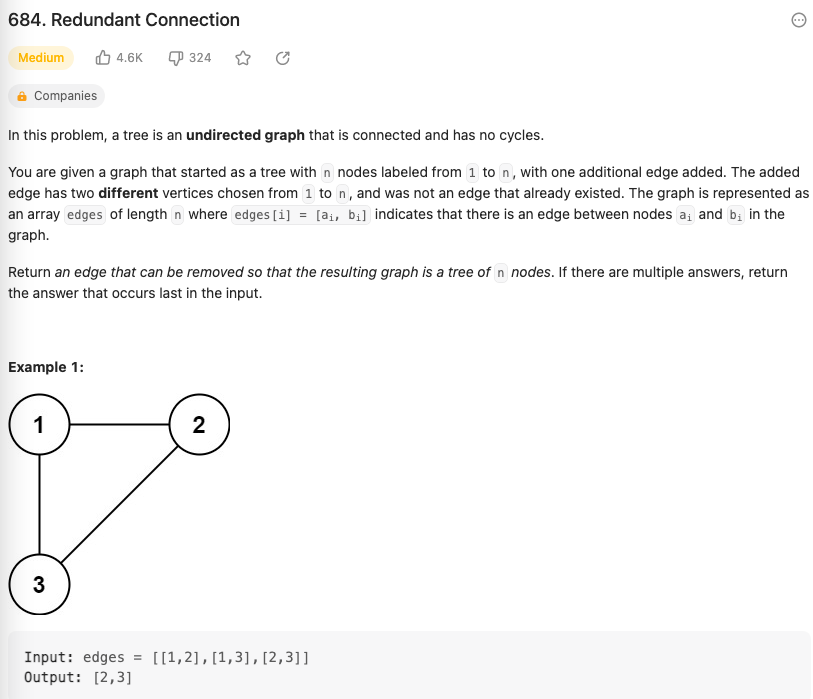 684. Redundant Connection
Medium 4.6K 324
Companies
In this problem, a tree is an undirected graph that is connected and has no cycles.
You are given a graph that started as a tree with n nodes labeled from 1 to n, with one additional edge added. The added
edge has two different vertices chosen from 1 to n, and was not an edge that already existed. The graph is represented as
an array edges of length n where edges[i] = [aᵢ, bᵢ] indicates that there is an edge between nodes aᵢ and bᵢ in the
graph.
Return an edge that can be removed so that the resulting graph is a tree of n nodes. If there are multiple answers, return
the answer that occurs last in the input.
Example 1:
1 2
3
Input: edges = [[1,2],[1,3],[2,3]]
Output: [2,3]